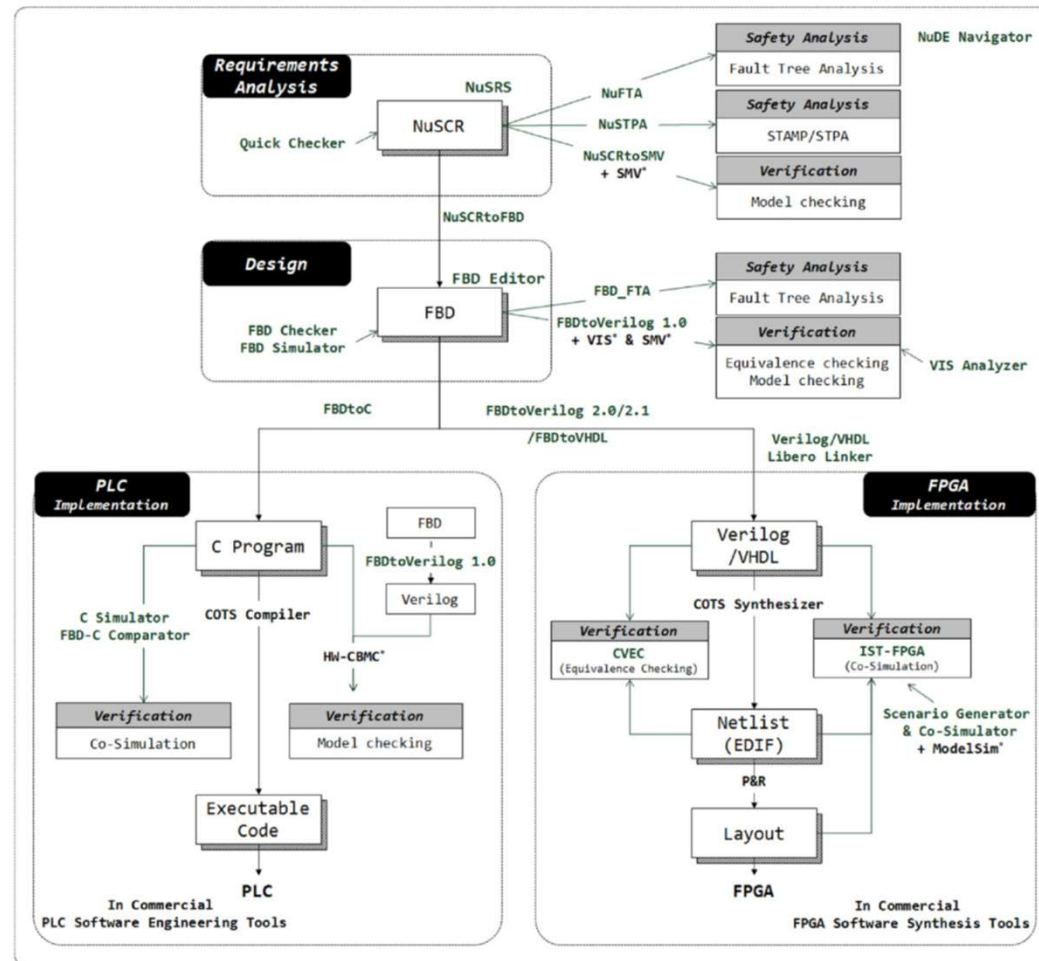 Safety Analysis
NuDE Navigator
Fault Tree Analysis
Requirements
Analysis
NuSRS
NuFTA
NuSCR
Quick Checker
NuSTPA
Safety Analysis
STAMP/STPA
NuSCRtoSMV
+ SMV*
Verification
Model checking
NuSCRtoFBD
Design
FBD Editor
FBD
FBD Checker
FBD Simulator
FBD_FTA
Safety Analysis
Fault Tree Analysis
FBDtoVerilog 1.0
+ VIS* & SMV*
Verification
Equivalence checking
Model checking
VIS Analyzer
FBDtoC
FBDtoVerilog 2.0/2.1
/FBDtoVHDL
Verilog/VHDL
Libero Linker
PLC
Implementation
C Program
FBD
FBDtoVerilog 1.0
Verilog
COTS Compiler
C Simulator
FBD-C Comparator
HW-CBMC*
Verification
Co-Simulation
Verification
Model checking
Executable
Code
PLC
In Commercial
PLC Software Engineering Tools
FPGA
Implementation
Verilog
/VHDL
COTS Synthesizer
Verification
CVEC
(Equivalence Checking)
Verification
IST-FPGA
(Co-Simulation)
Scenario Generator
& Co-Simulator
+ ModelSim*
Netlist
(EDIF)
P&R
Layout
FPGA
In Commercial
FPGA Software Synthesis Tools